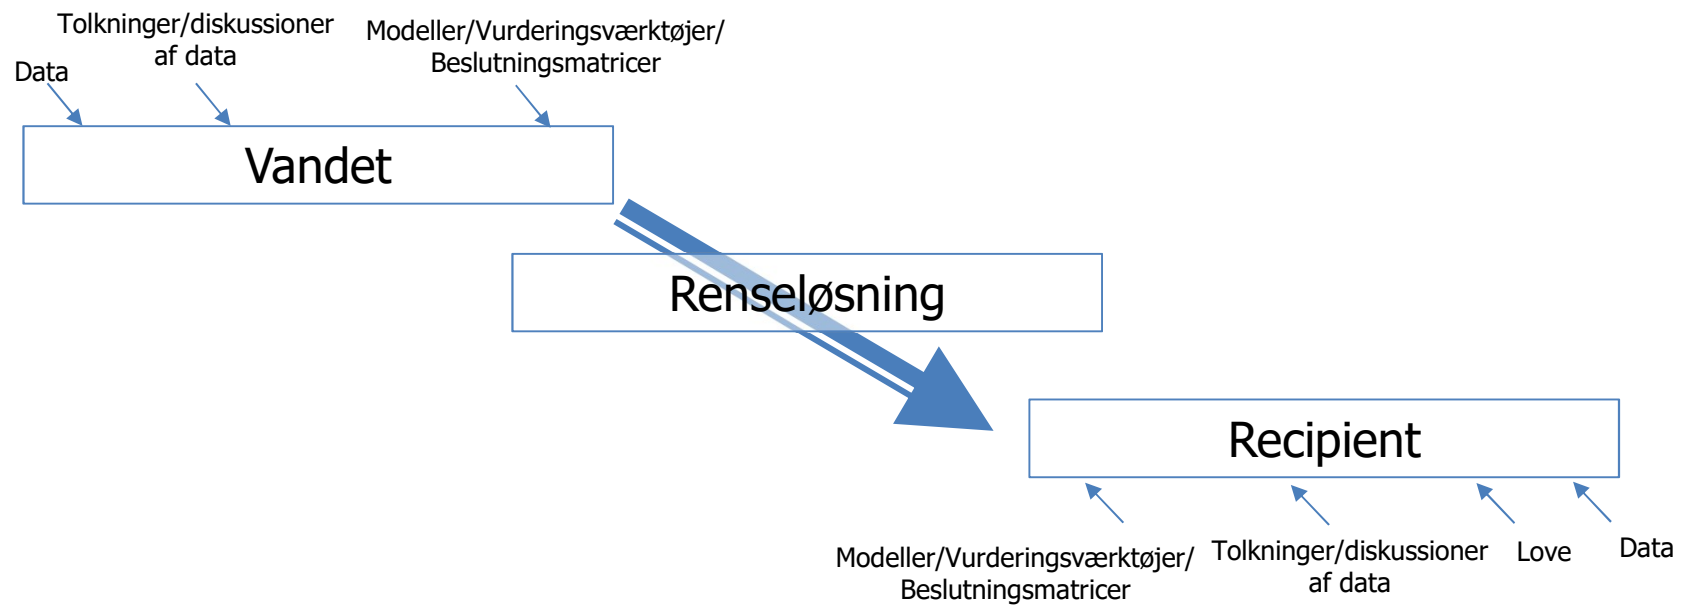 Tolkninger/diskussioner
af data
Modeller/Vurderingsværktøjer/
Beslutningsmatricer
Data
Vandet
Renseløsning
Recipient
Modeller/Vurderingsværktøjer/
Beslutningsmatricer
Tolkninger/diskussioner
af data
Love
Data